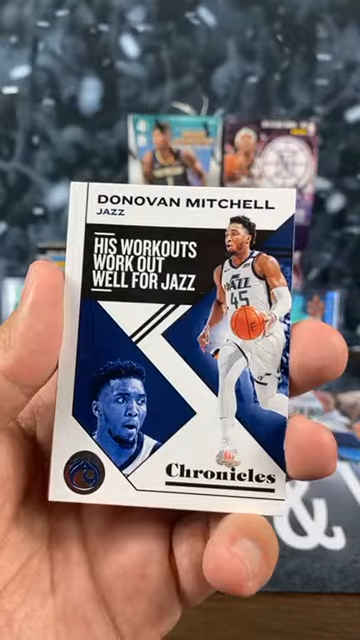 DONOVAN MITCHELL
JAZZ
HIS WORKOUTS
WORK OUT
WELL FOR JAZZ
JAZZ
45
Chronicles
&